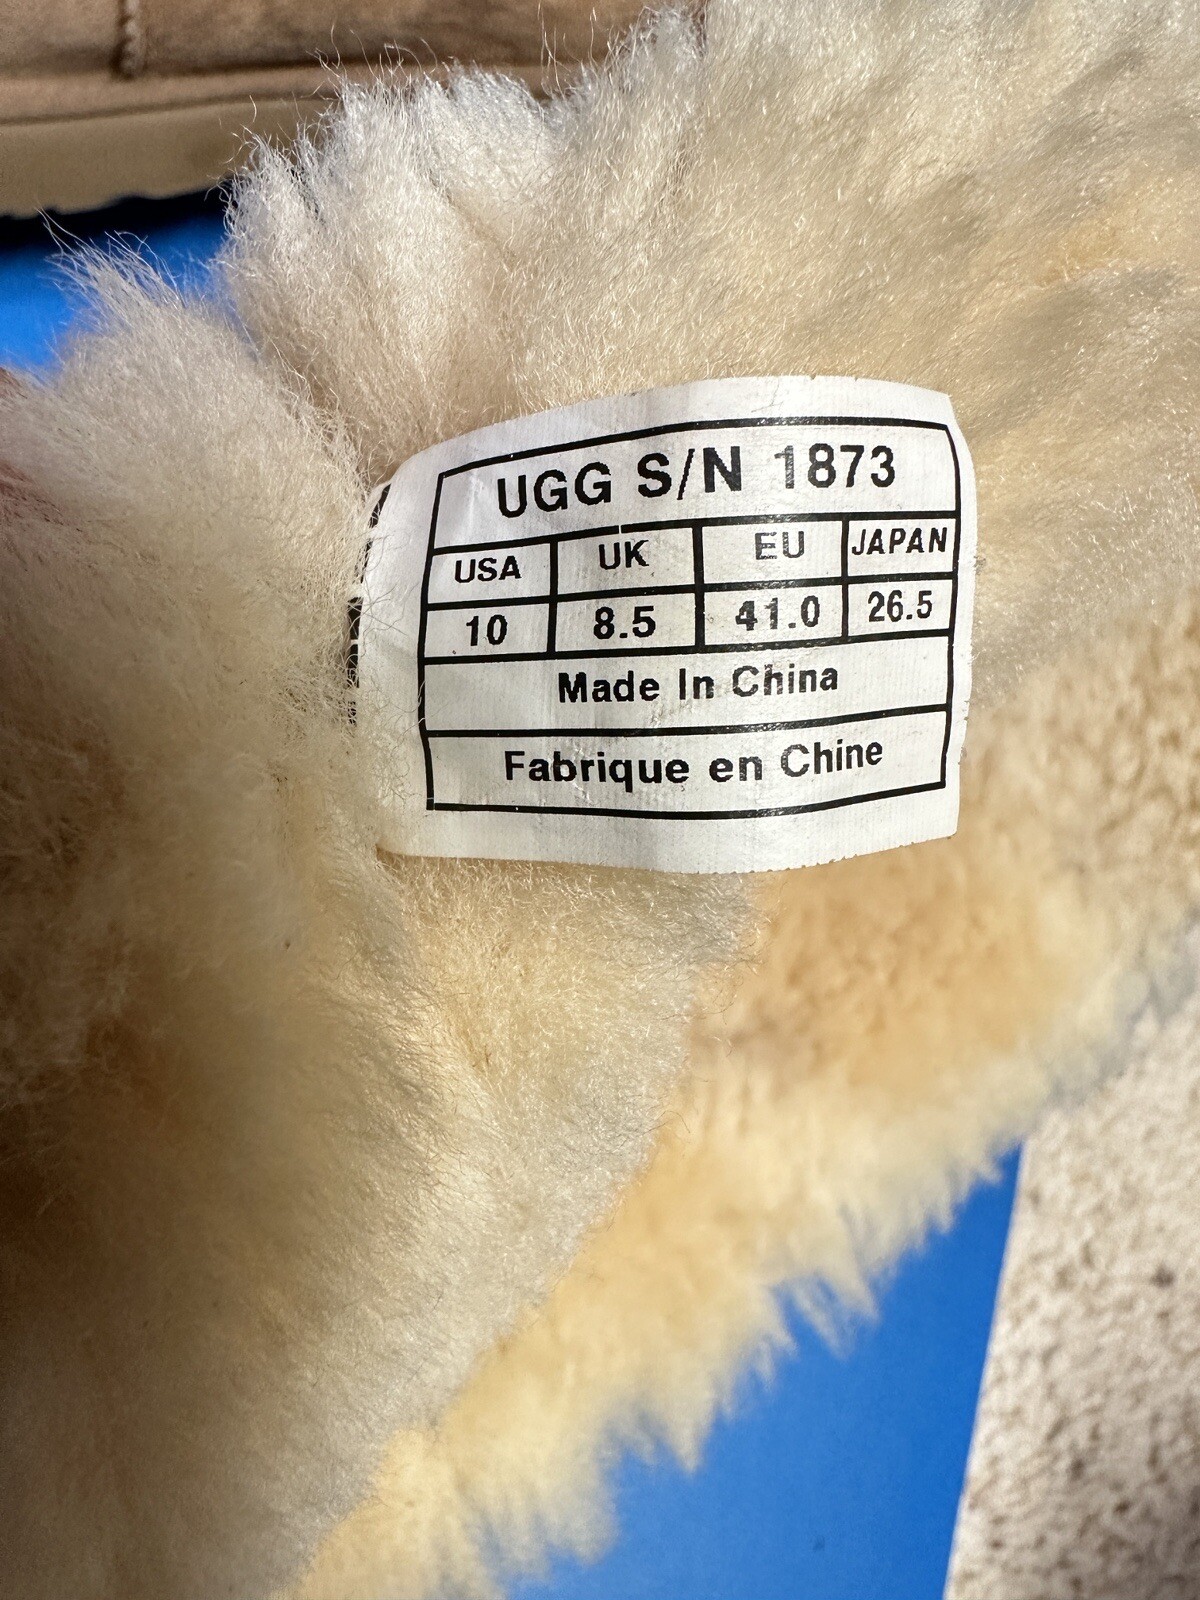 UGG S/N 1873
USA UK EU JAPAN
10 8.5 41.0 26.5
Made In China
Fabrique en Chine